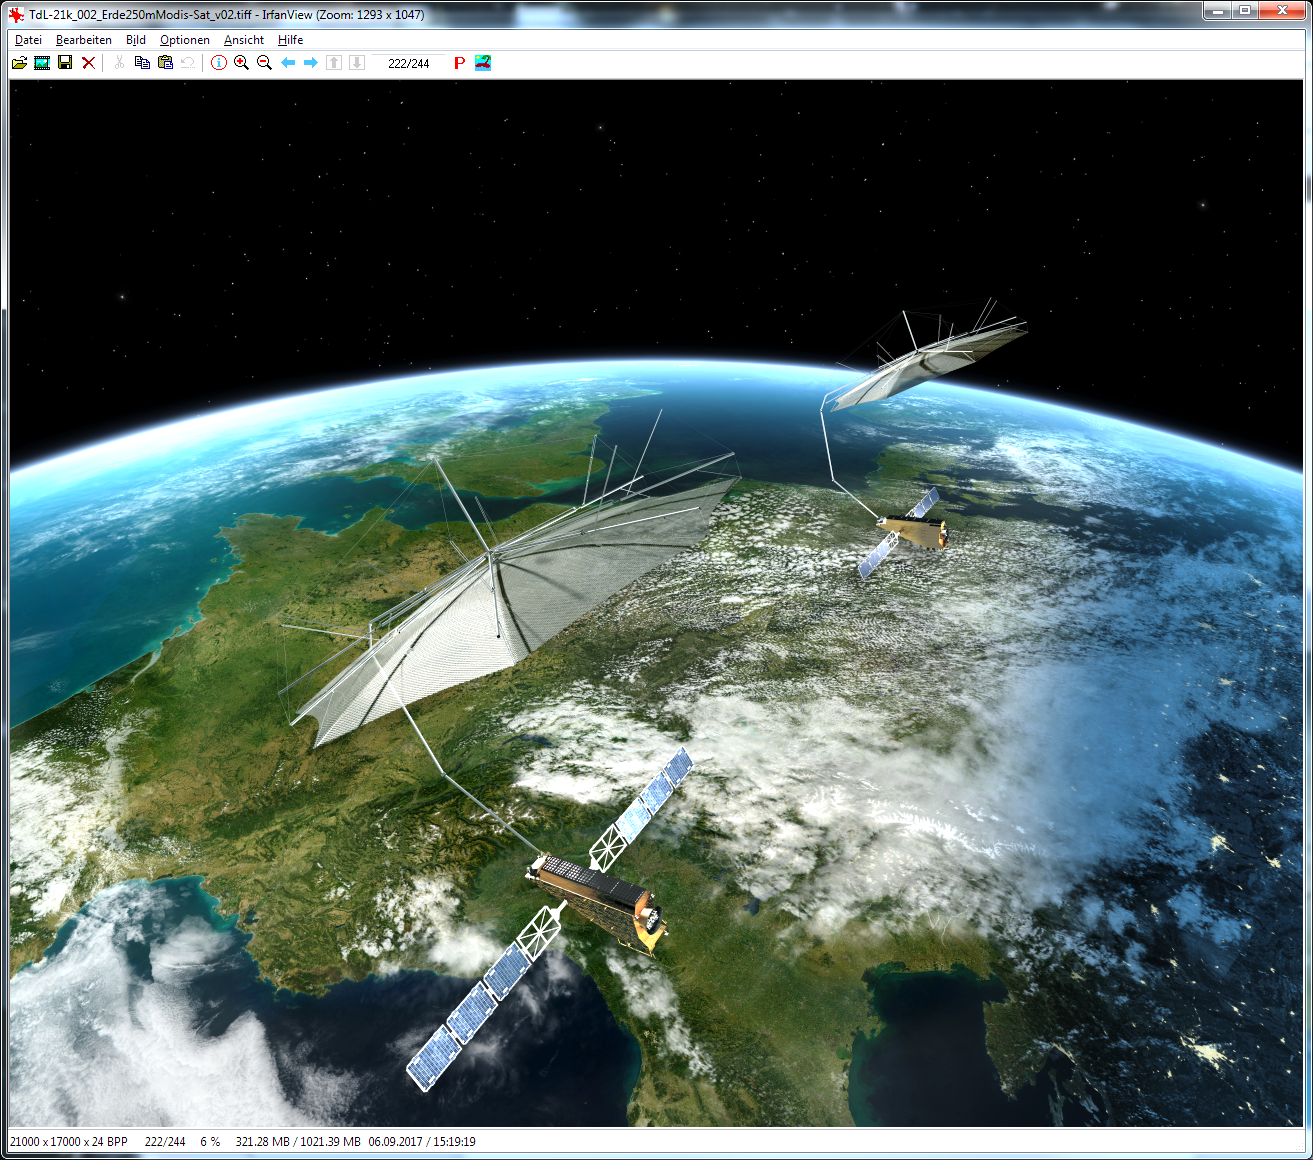 TdL-21k_002_Erde250mModis-Sat_v02.tiff - IrfanView (Zoom: 1293 x 1047)
Datei Bearbeiten Bild Optionen Ansicht Hilfe
222/244 P
21000 x 17000 x 24 BPP 222/244 6 % 321.28 MB / 1021.39 MB 06.09.2017 / 15:19:19